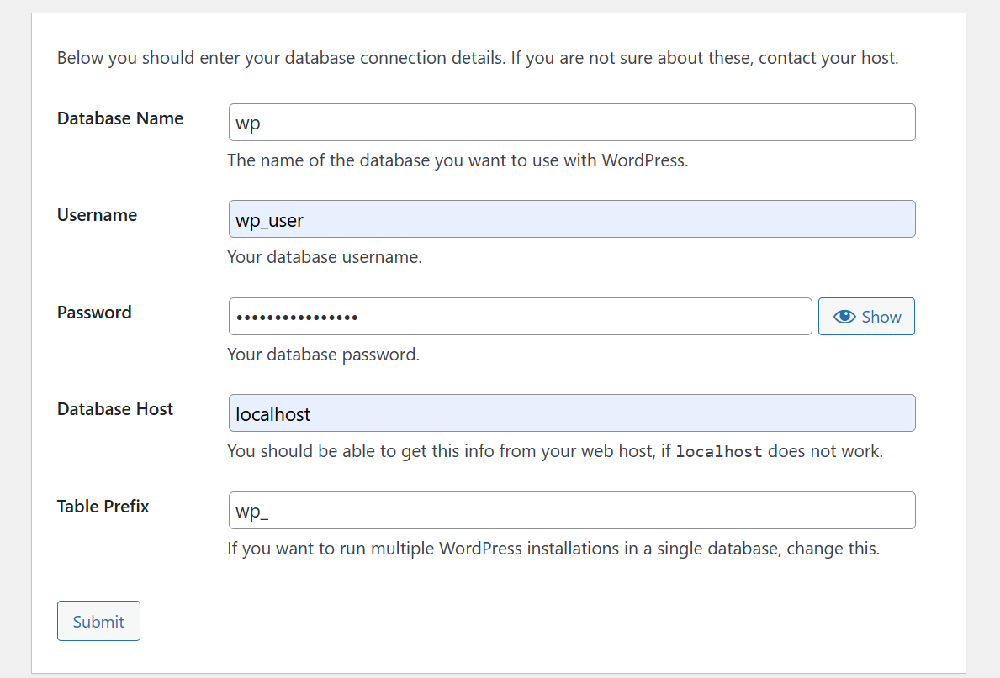 Below you should enter your database connection details. If you are not sure about these, contact your host.
Database Name
wp
The name of the database you want to use with WordPress.
Username
wp_user
Your database username.
Password
••••••••••••••••
Show
Your database password.
Database Host
localhost
You should be able to get this info from your web host, if localhost does not work.
Table Prefix
wp_
If you want to run multiple WordPress installations in a single database, change this.
Submit